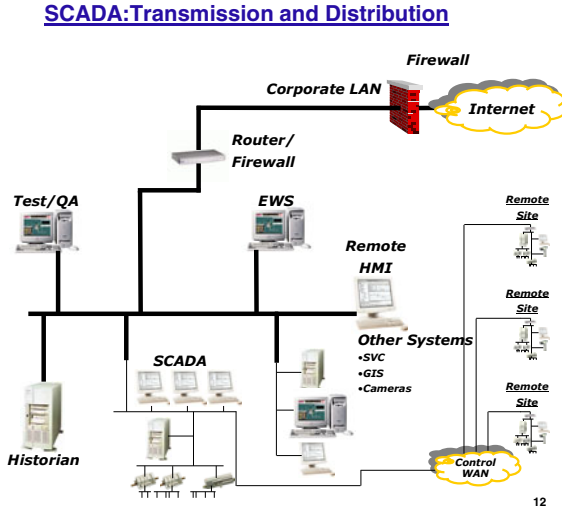 SCADA:Transmission and Distribution
Firewall
Corporate LAN
Internet
Router/
Firewall
Test/QA
EWS
Remote
Site
Remote
HMI
Remote
Site
Other Systems
•SVC
•GIS
•Cameras
SCADA
Remote
Site
Historian
Control
WAN
12